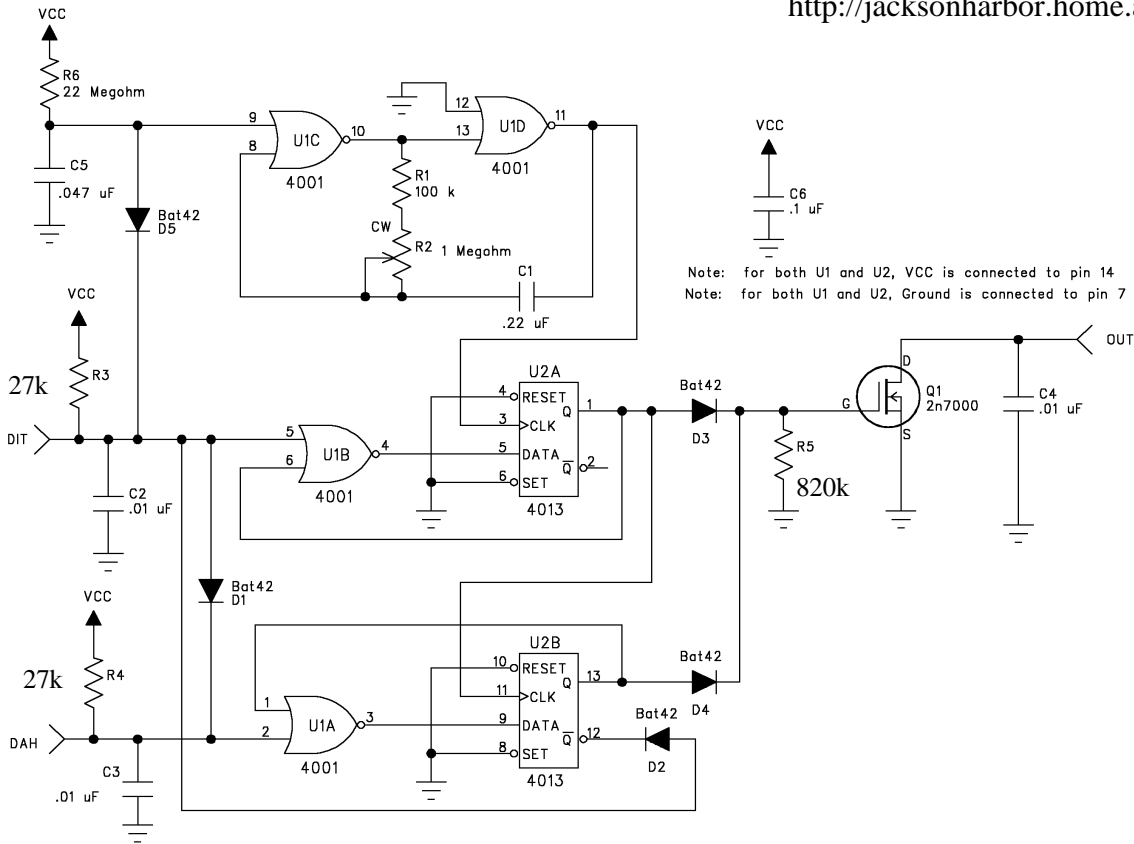 http://jacksonharbor.home.a
VCC
R6
22 Megohm
C5
.047 uF
Bat42
D5
9
8
U1C
10
4001
12
13
U1D
11
4001
R1
100 k
CW
R2 1 Megohm
C1
.22 uF
VCC
C6
.1 uF
Note: for both U1 and U2, VCC is connected to pin 14
Note: for both U1 and U2, Ground is connected to pin 7
VCC
27k
R3
DIT
C2
.01 uF
5
6
U1B
4
4001
U2A
4
RESET
Q
1
3
CLK
5
DATA
Q
2
6
SET
4013
Bat42
D3
R5
820k
G
D
S
Q1
2n7000
C4
.01 uF
OUT
Bat42
D1
VCC
27k
R4
DAH
C3
.01 uF
1
2
U1A
3
4001
U2B
10
RESET
Q
13
11
CLK
9
DATA
Q
12
8
SET
4013
Bat42
D4
Bat42
D2